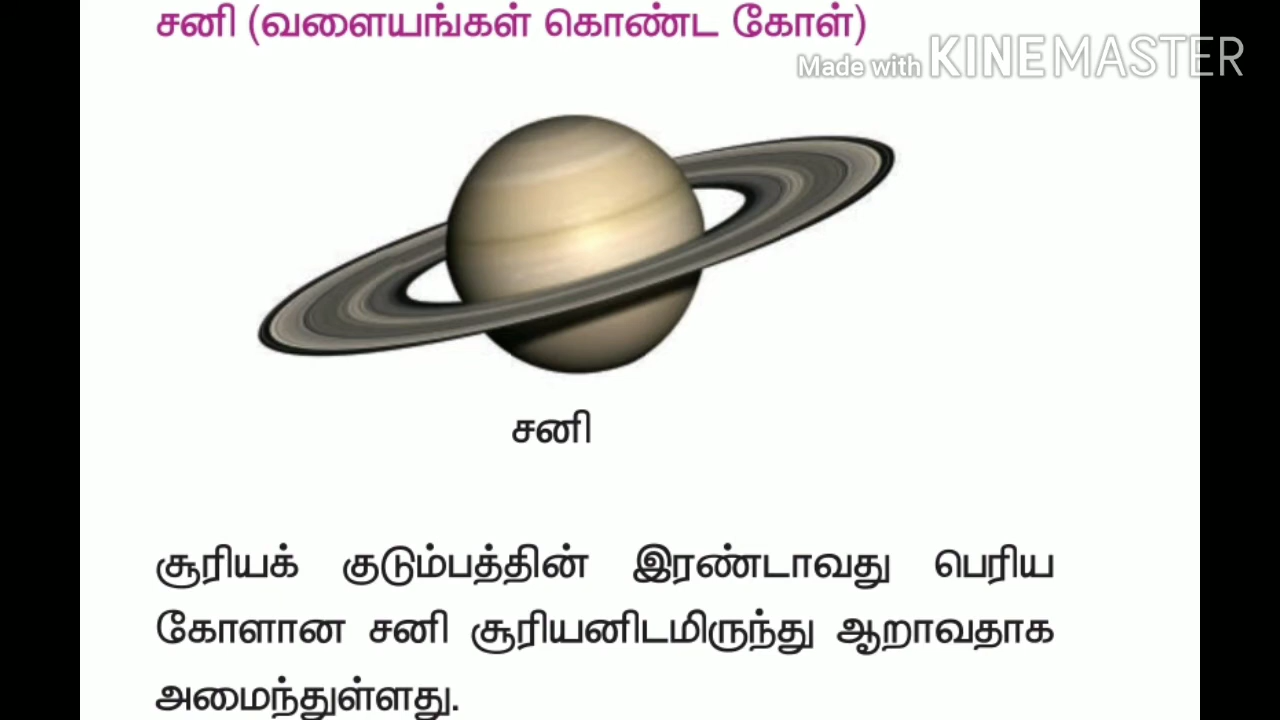 சனி (வளையங்கள் கொண்ட கோள்)
Made with KINEMASTER
சனி
சூரியக் குடும்பத்தின் இரண்டாவது பெரிய
கோளான சனி சூரியனிடமிருந்து ஆறாவதாக
அமைந்துள்ளது.